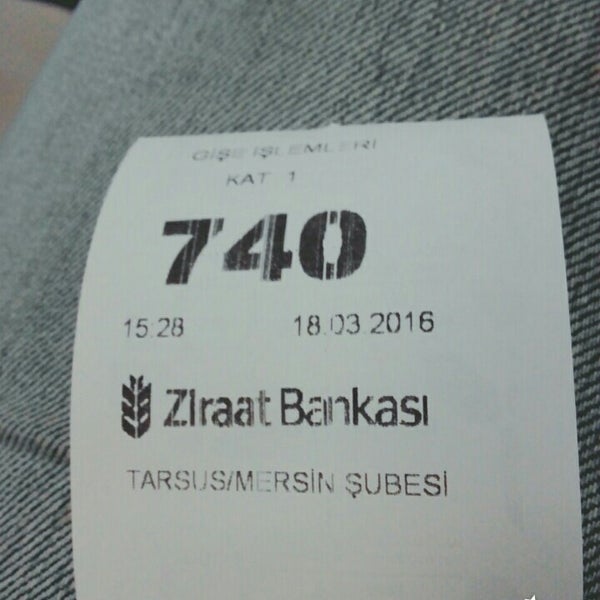 GİŞE İŞLEMLERİ
KAT 1
740
15:28 18.03.2016
Ziraat Bankası
TARSUS/MERSİN ŞUBESİ